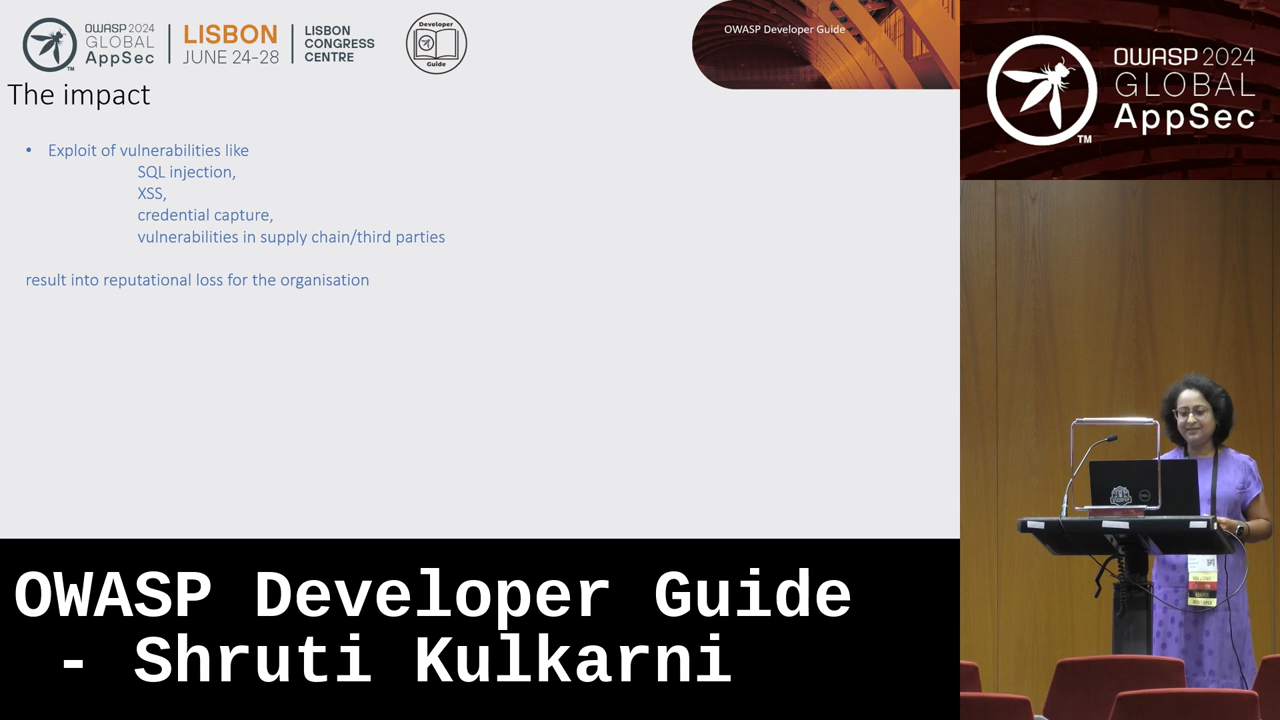 OWASP 2024
GLOBAL
AppSec
TM
LISBON
JUNE 24-28
LISBON
CONGRESS
CENTRE
Developer
Guide
OWASP Developer Guide
The impact
• Exploit of vulnerabilities like
SQL injection,
XSS,
credential capture,
vulnerabilities in supply chain/third parties
result into reputational loss for the organisation
OWASP 2024
GLOBAL
AppSec
TM
OWASP Developer Guide
- Shruti Kulkarni